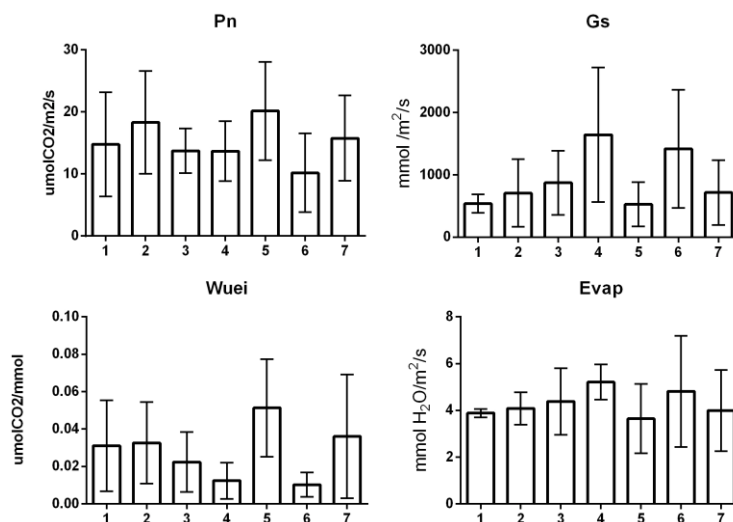 Pn
umolCO2/m2/s
30
20
10
0
1 2 3 4 5 6 7
Gs
mmol /m²/s
3000
2000
1000
0
1 2 3 4 5 6 7
Wuei
umolCO2/mmol
0.10
0.08
0.06
0.04
0.02
0.00
1 2 3 4 5 6 7
Evap
mmol H₂O/m²/s
8
6
4
2
0
1 2 3 4 5 6 7